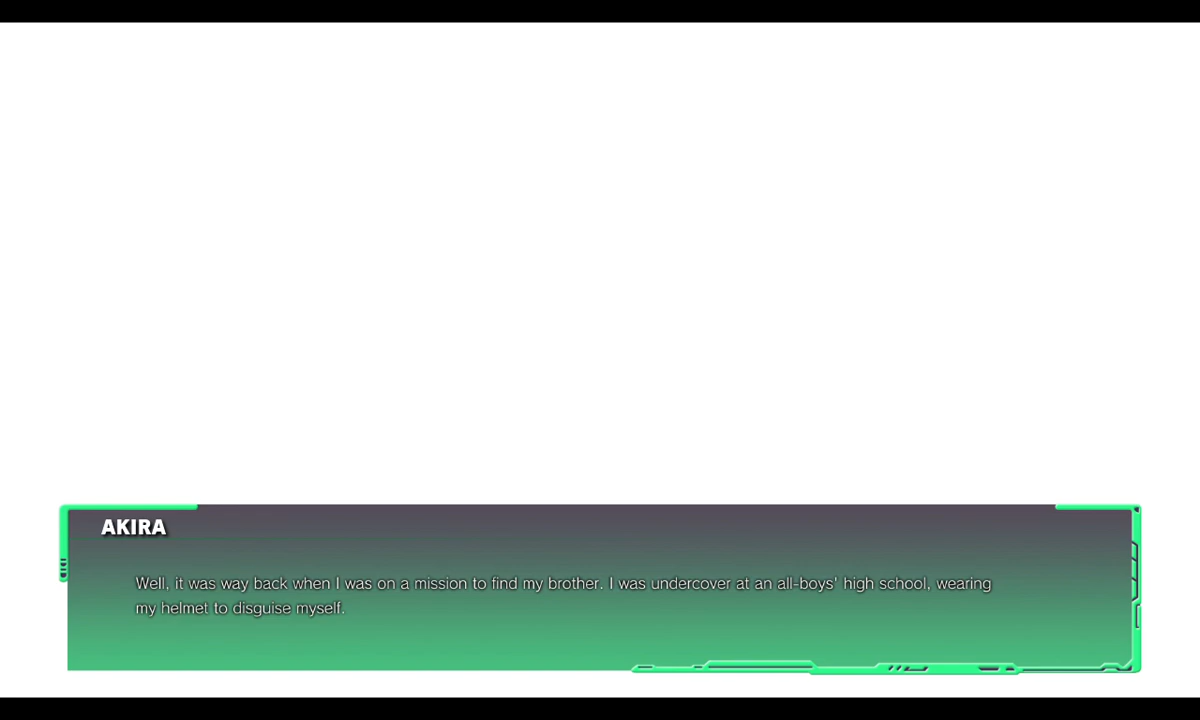 AKIRA
Well, it was way back when I was on a mission to find my brother. I was undercover at an all-boys' high school, wearing
my helmet to disguise myself.